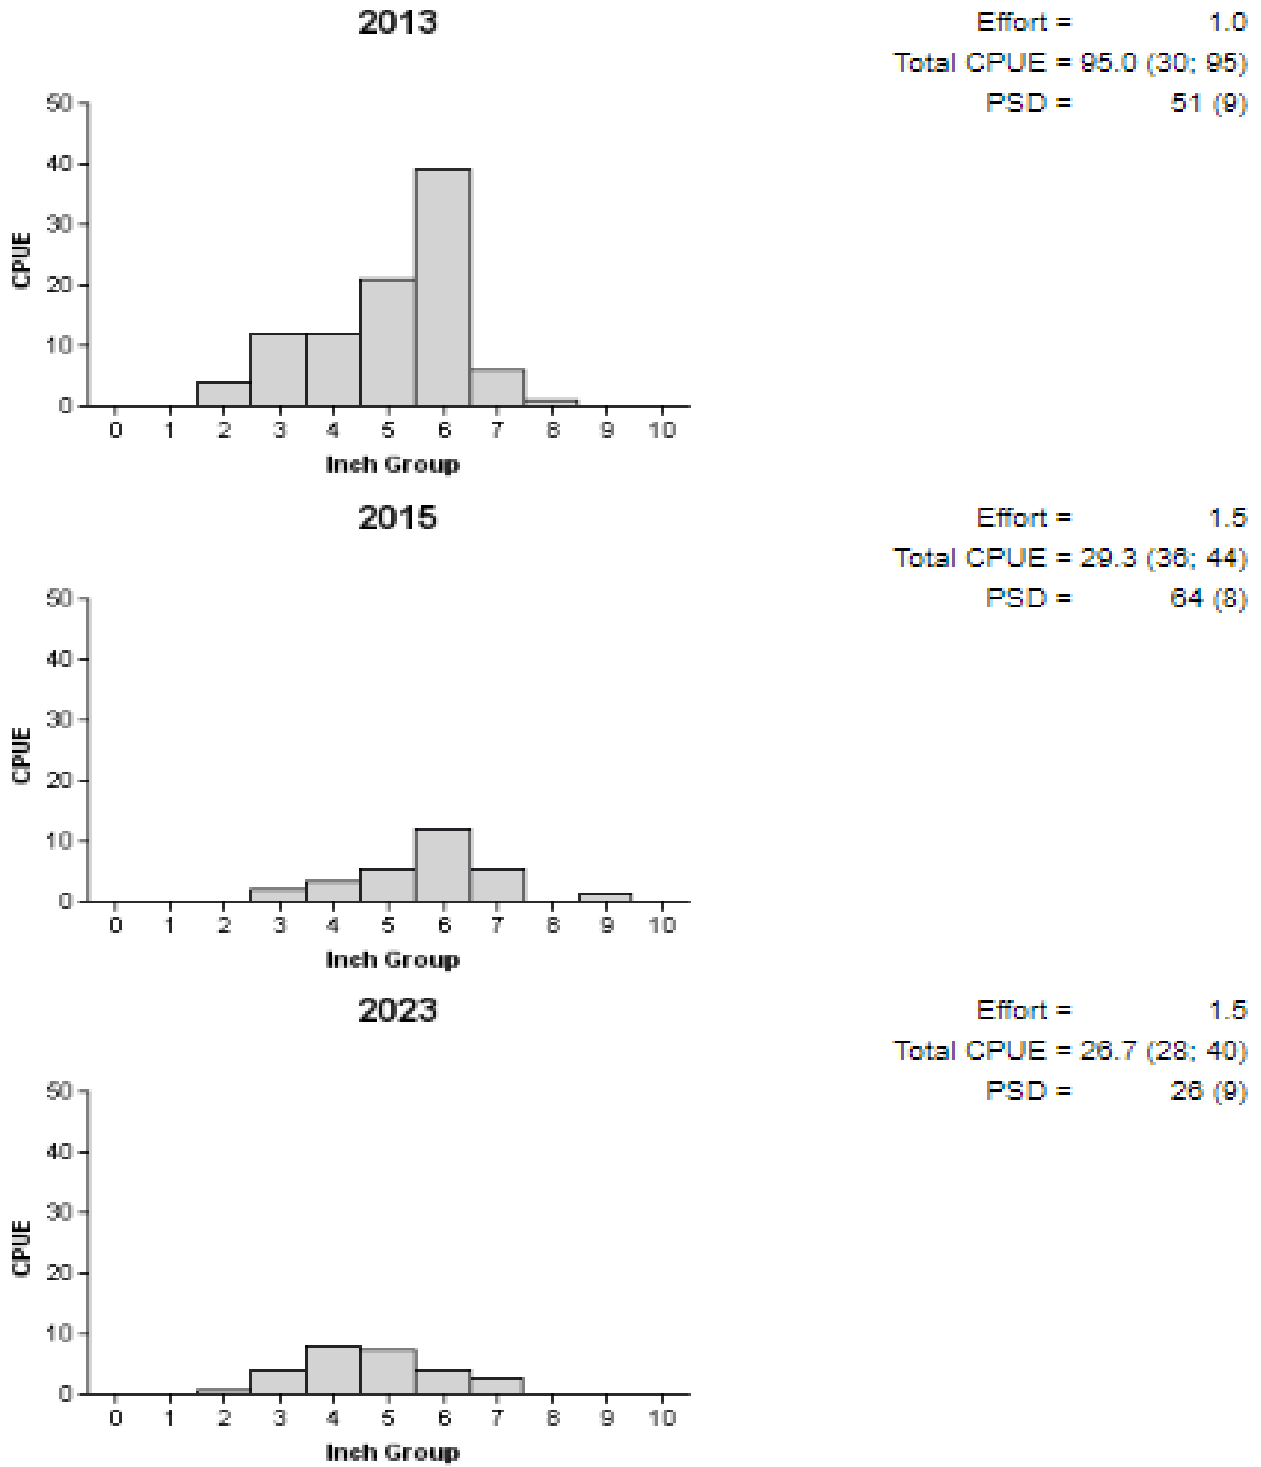 2013
Effort = 1.0
Total CPUE = 95.0 (30; 95)
PSD = 51 (9)
50
40
30
20
10
0
CPUE
0 1 2 3 4 5 6 7 8 9 10
Inch Group
2015
Effort = 1.5
Total CPUE = 29.3 (36; 44)
PSD = 64 (8)
50
40
30
20
10
0
CPUE
0 1 2 3 4 5 6 7 8 9 10
Inch Group
2023
Effort = 1.5
Total CPUE = 26.7 (28; 40)
PSD = 26 (9)
50
40
30
20
10
0
CPUE
0 1 2 3 4 5 6 7 8 9 10
Inch Group